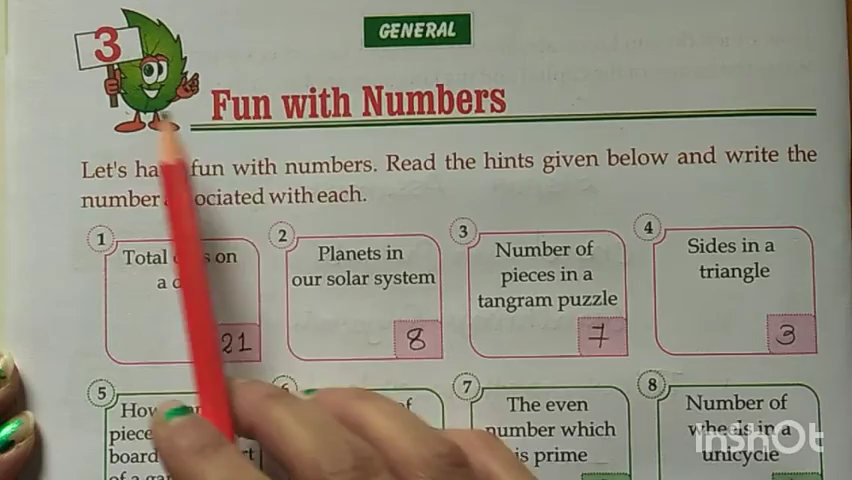 3
GENERAL
Fun with Numbers
Let's fun with numbers. Read the hints given below and write the
number with each.
1
Total on
a
21
2
Planets in
our solar system
8
3
Number of
pieces in a
tangram puzzle
7
4
Sides in a
triangle
3
5
How
board
of a
6
of
7
The even
number which
is prime
8
Number of
wheels in a
unicycle
InShOt